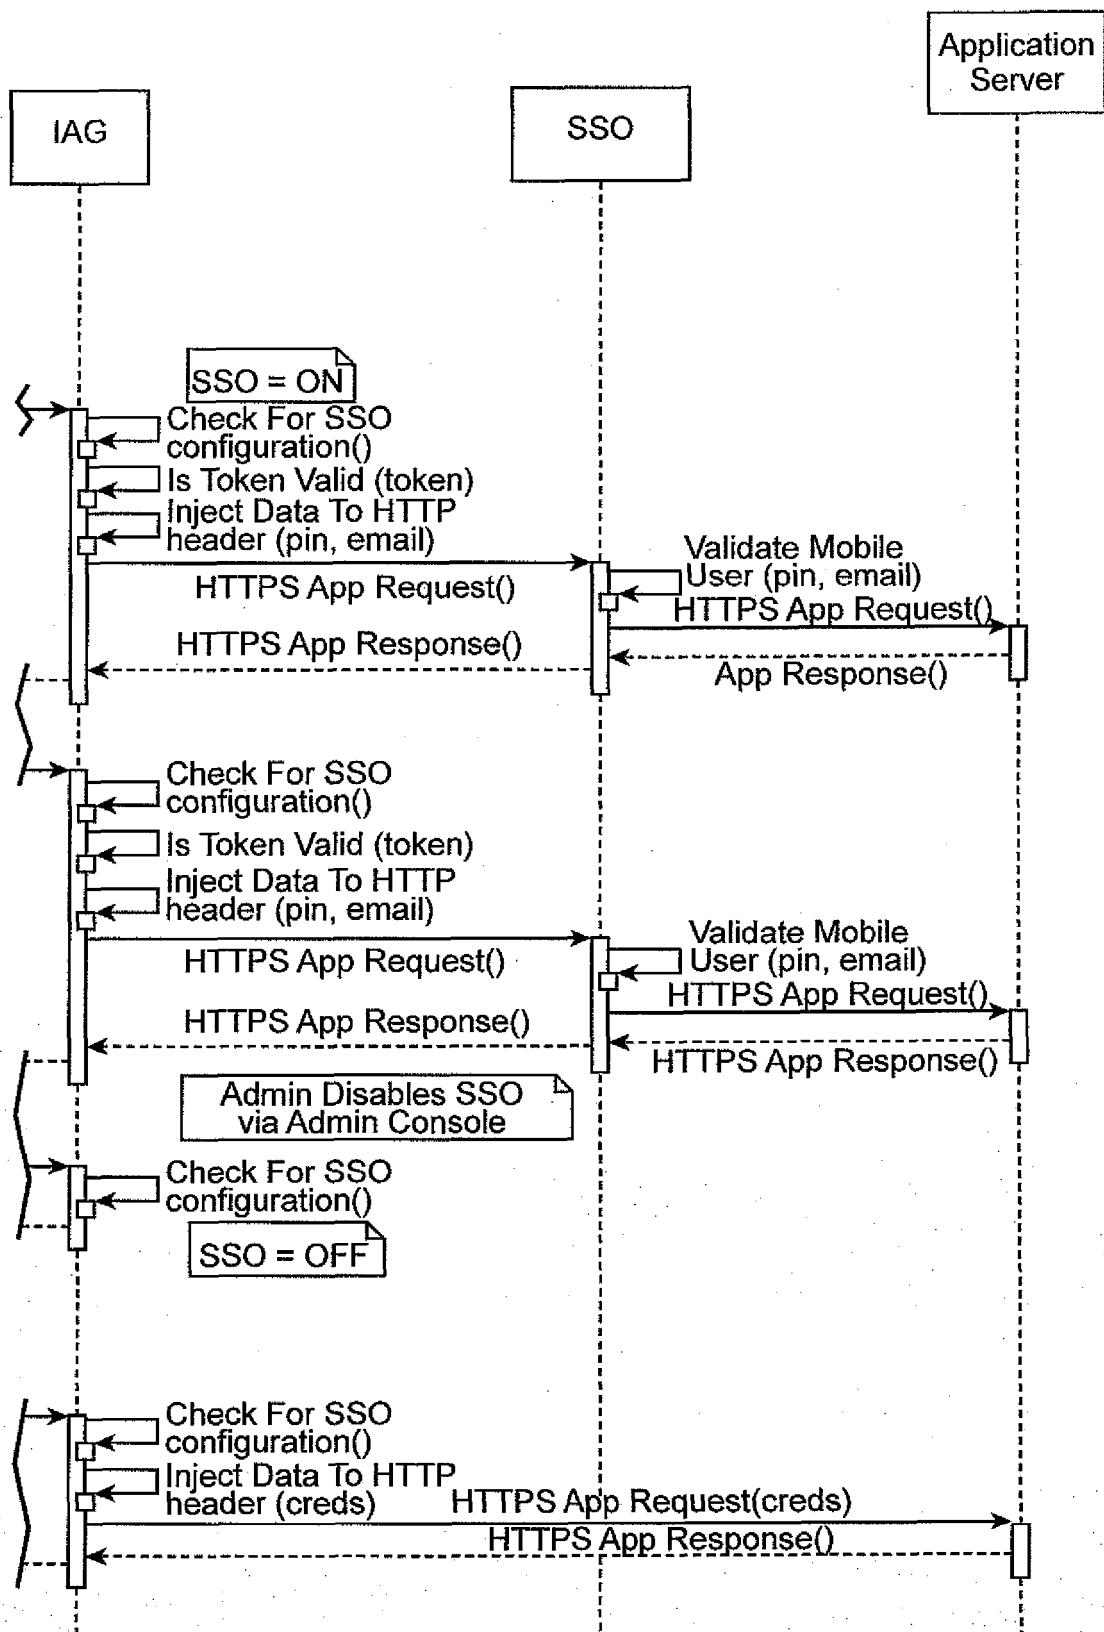 Application
Server
IAG
SSO
SSO = ON
Check For SSO
configuration()
Is Token Valid (token)
Inject Data To HTTP
header (pin, email)
HTTPS App Request()
Validate Mobile
User (pin, email)
HTTPS App Request()
HTTPS App Response()
App Response()
Check For SSO
configuration()
Is Token Valid (token)
Inject Data To HTTP
header (pin, email)
HTTPS App Request()
Validate Mobile
User (pin, email)
HTTPS App Request()
HTTPS App Response()
HTTPS App Response()
Admin Disables SSO
via Admin Console
Check For SSO
configuration()
SSO = OFF
Check For SSO
configuration()
Inject Data To HTTP
header (creds)
HTTPS App Request(creds)
HTTPS App Response()